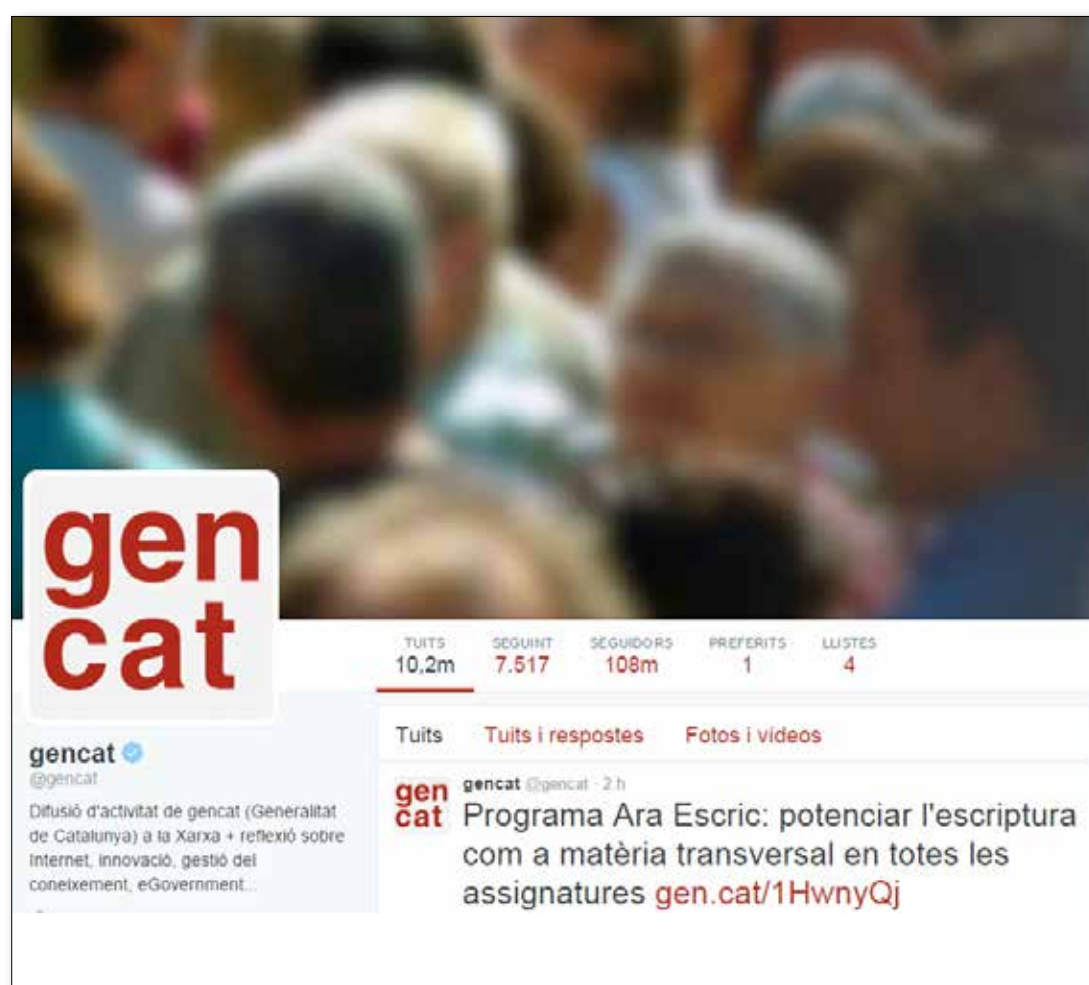 gen
cat
TUITS SEGUINT SEGUIDORS PREFERITS LLISTES
10,2m 7.517 108m 1 4
gencat
@gencat
Difusió d'activitat de gencat (Generalitat
de Catalunya) a la Xarxa + reflexió sobre
Internet, innovació, gestió del
coneixement, eGovernment...
Tuits Tuits i respostes Fotos i vídeos
gen
cat
gencat @gencat · 2 h
Programa Ara Escric: potenciar l'escriptura
com a matèria transversal en totes les
assignatures gen.cat/1HwnyQj